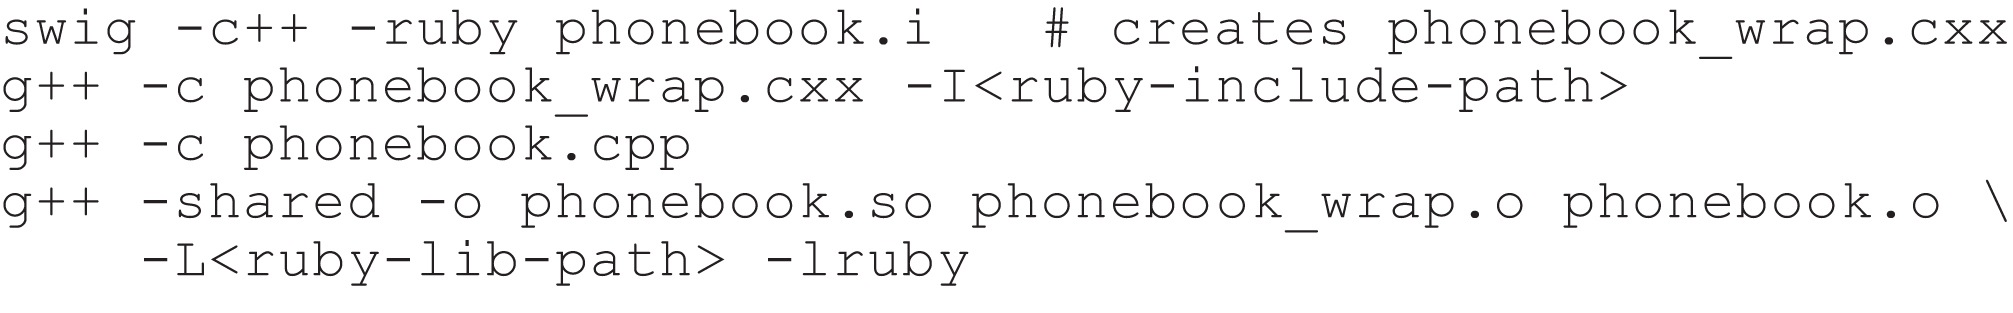 swig -c++ -ruby phonebook.i   # creates phonebook_wrap.cxx
g++ -c phonebook_wrap.cxx -I<ruby-include-path>
g++ -c phonebook.cpp
g++ -shared -o phonebook.so phonebook_wrap.o phonebook.o \
    -L<ruby-lib-path> -lruby